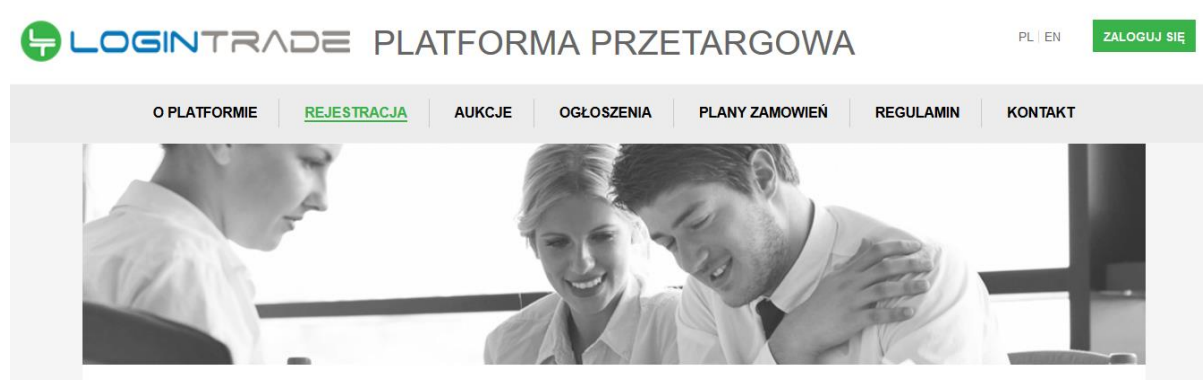 LOGINTRADE PLATFORMA PRZETARGOWA PL | EN ZALOGUJ SIĘ
O PLATFORMIE REJESTRACJA AUKCJE OGŁOSZENIA PLANY ZAMOWIEŃ REGULAMIN KONTAKT